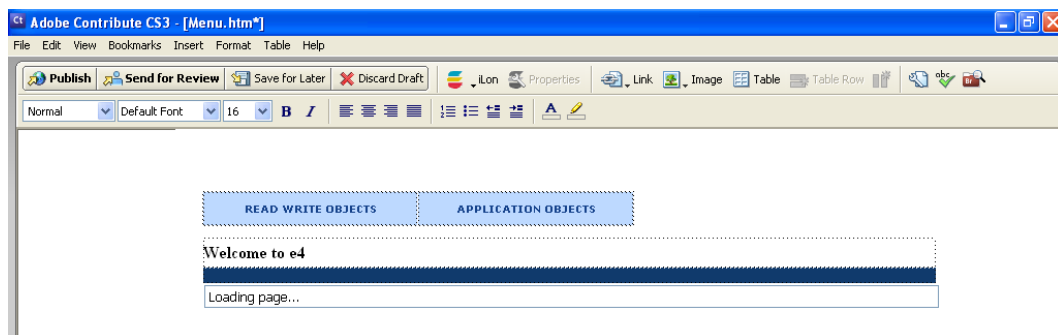 Ct Adobe Contribute CS3 - [Menu.htm*]
File Edit View Bookmarks Insert Format Table Help
Publish Send for Review Save for Later Discard Draft iLon Properties Link Image Table Table Row
Normal Default Font 16 B I
READ WRITE OBJECTS APPLICATION OBJECTS
Welcome to e4
Loading page...